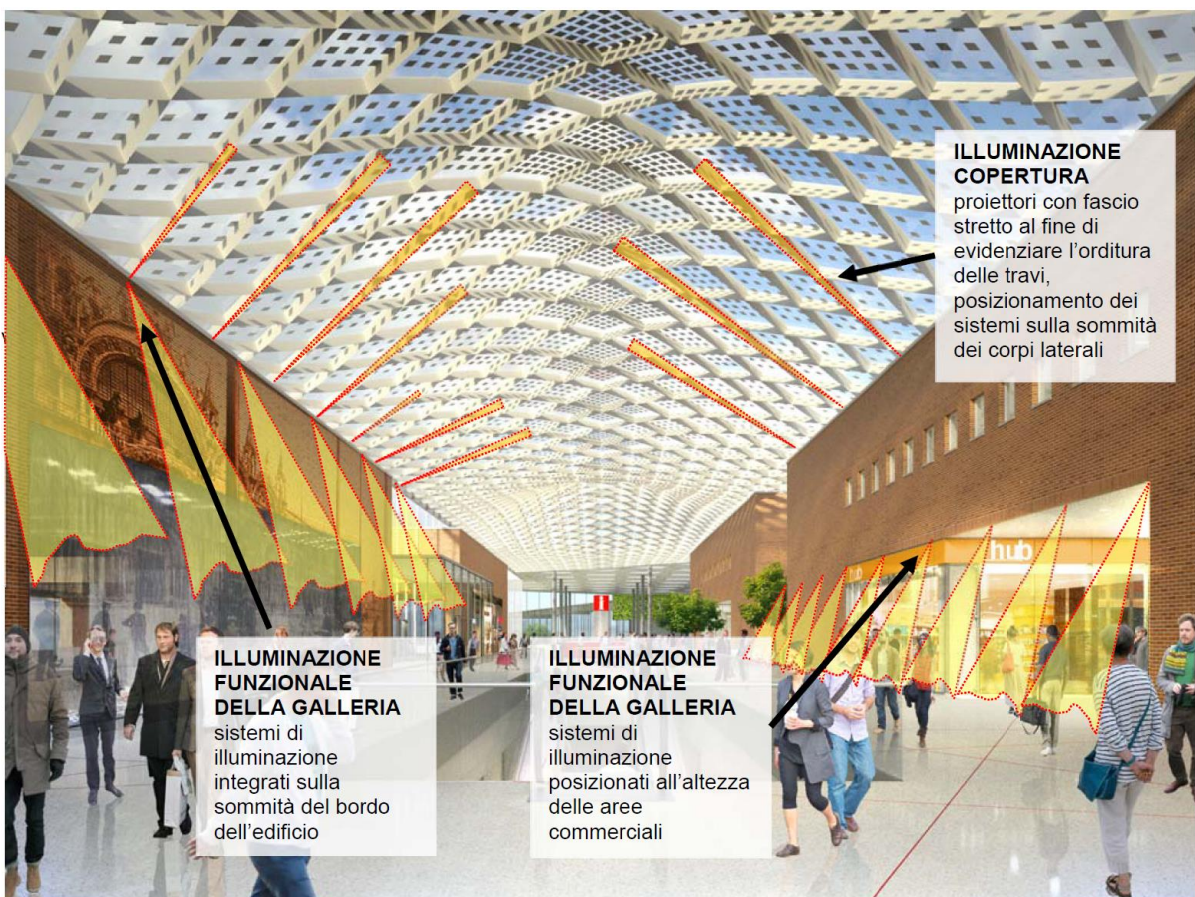 ILLUMINAZIONE
COPERTURA
proiettori con fascio
stretto al fine di
evidenziare l'orditura
delle travi,
posizionamento dei
sistemi sulla sommità
dei corpi laterali
hub
hub
ILLUMINAZIONE
FUNZIONALE
DELLA GALLERIA
sistemi di
illuminazione
integrati sulla
sommità del bordo
dell'edificio
ILLUMINAZIONE
FUNZIONALE
DELLA GALLERIA
sistemi di
illuminazione
posizionati all'altezza
delle aree
commerciali